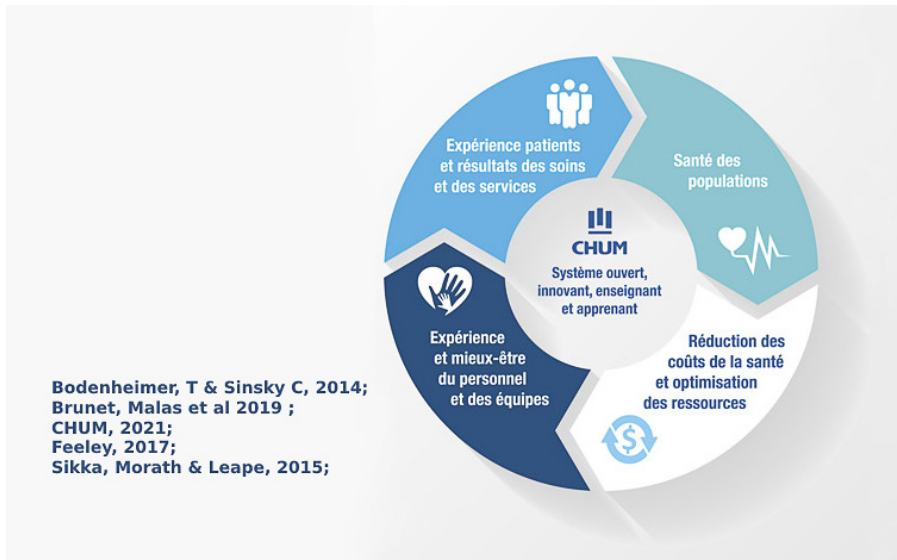 Expérience patients
et résultats des soins
et des services
Santé des
populations
CHUM
Système ouvert,
innovant, enseignant
et apprenant
Expérience
et mieux-être
du personnel
et des équipes
Réduction des
coûts de la santé
et optimisation
des ressources
$
Bodenheimer, T & Sinsky C, 2014;
Brunet, Malas et al 2019 ;
CHUM, 2021;
Feeley, 2017;
Sikka, Morath & Leape, 2015;